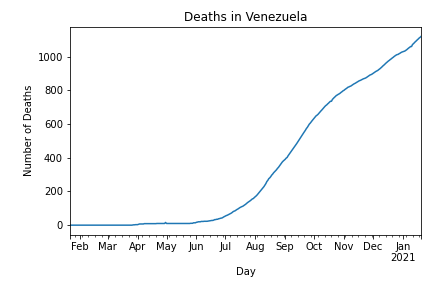 Deaths in Venezuela
Number of Deaths
1000
800
600
400
200
0
Feb Mar Apr May Jun Jul Aug Sep Oct Nov Dec Jan
2021
Day